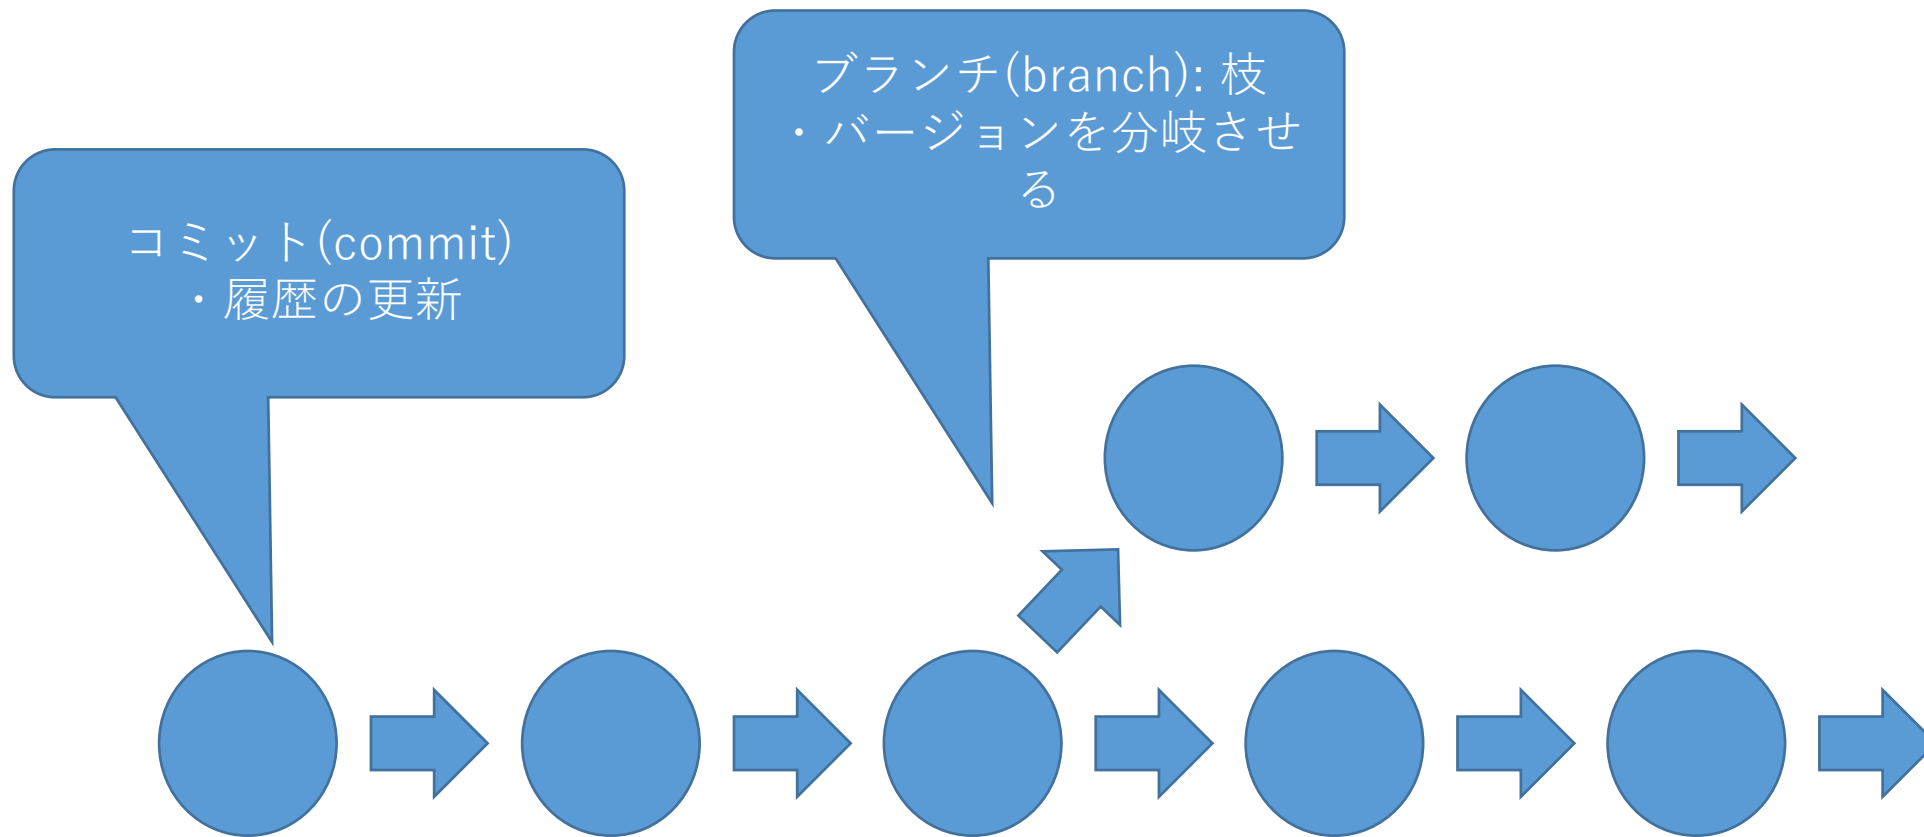 コミット(commit)
・履歴の更新
ブランチ(branch): 枝
・バージョンを分岐させ
る